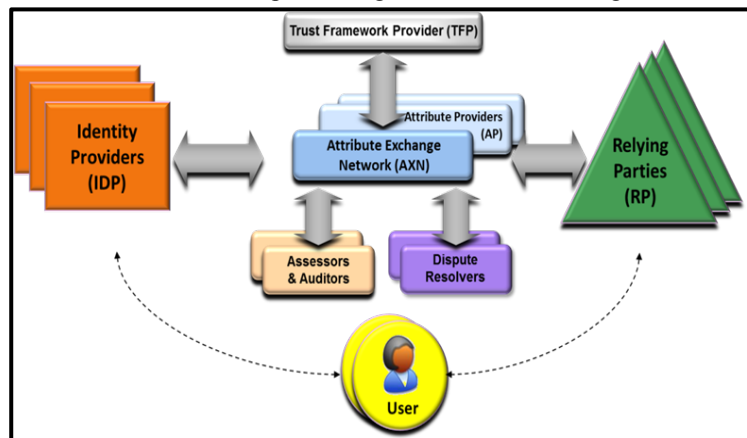 Trust Framework Provider (TFP)
Attribute Providers (AP)
Attribute Exchange
Network (AXN)
Identity
Providers
(IDP)
Relying
Parties
(RP)
Assessors
& Auditors
Dispute
Resolvers
User